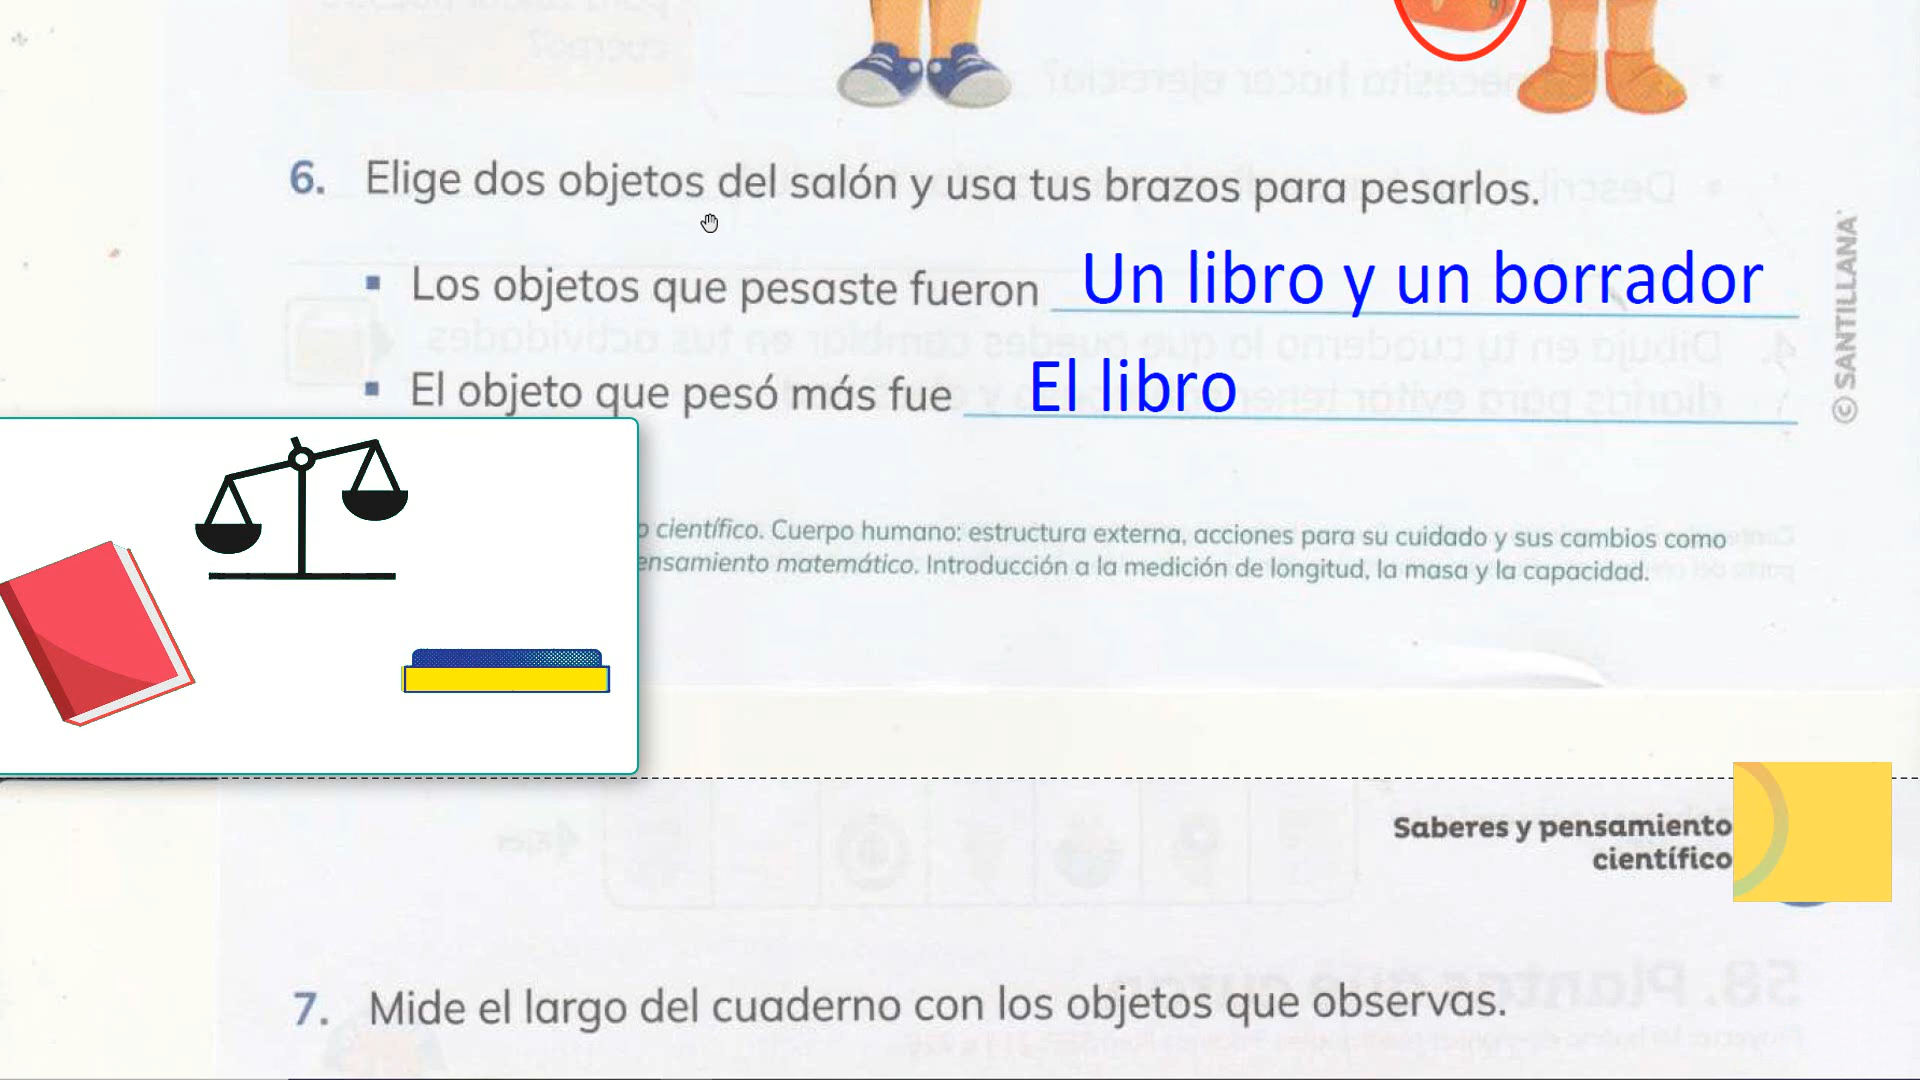 6. Elige dos objetos del salón y usa tus brazos para pesarlos.
▪ Los objetos que pesaste fueron Un libro y un borrador
▪ El objeto que pesó más fue El libro
© SANTILLANA
científico. Cuerpo humano: estructura externa, acciones para su cuidado y sus cambios como
ensamiento matemático. Introducción a la medición de longitud, la masa y la capacidad.
Saberes y pensamiento
científico
7. Mide el largo del cuaderno con los objetos que observas.